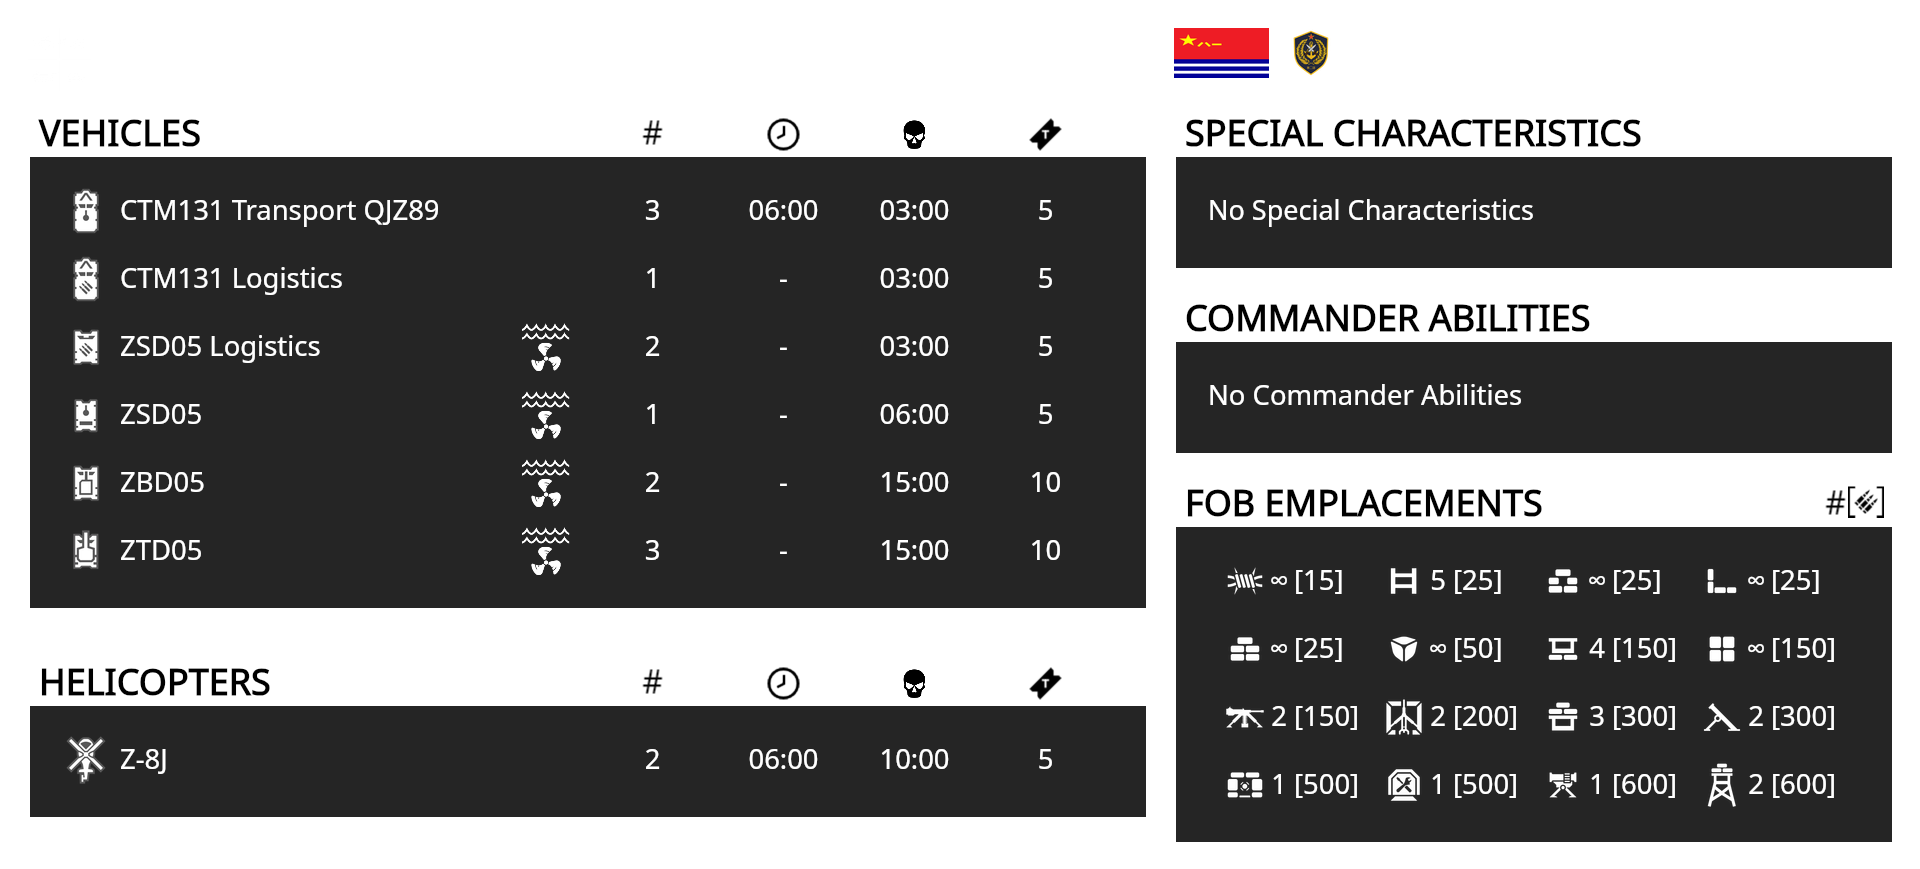 VEHICLES #
CTM131 Transport QJZ89 3 06:00 03:00 5
CTM131 Logistics 1 - 03:00 5
ZSD05 Logistics 2 - 03:00 5
ZSD05 1 - 06:00 5
ZBD05 2 - 15:00 10
ZTD05 3 - 15:00 10
HELICOPTERS #
Z-8J 2 06:00 10:00 5
SPECIAL CHARACTERISTICS
No Special Characteristics
COMMANDER ABILITIES
No Commander Abilities
FOB EMPLACEMENTS #[ ]
∞ [15] 5 [25] ∞ [25] ∞ [25]
∞ [25] ∞ [50] 4 [150] ∞ [150]
2 [150] 2 [200] 3 [300] 2 [300]
1 [500] 1 [500] 1 [600] 2 [600]